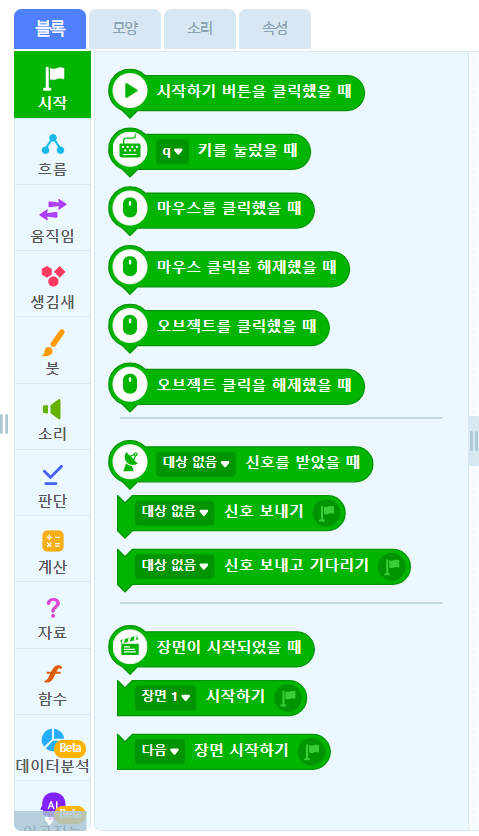 블록 모양 소리 속성
시작
흐름
움직임
생김새
붓
소리
판단
계산
자료
함수
Beta
데이터분석
AI
Beta
시작하기 버튼을 클릭했을 때
q 키를 눌렀을 때
마우스를 클릭했을 때
마우스 클릭을 해제했을 때
오브젝트를 클릭했을 때
오브젝트 클릭을 해제했을 때
대상 없음 신호를 받았을 때
대상 없음 신호 보내기
대상 없음 신호 보내고 기다리기
장면이 시작되었을 때
장면 1 시작하기
다음 장면 시작하기